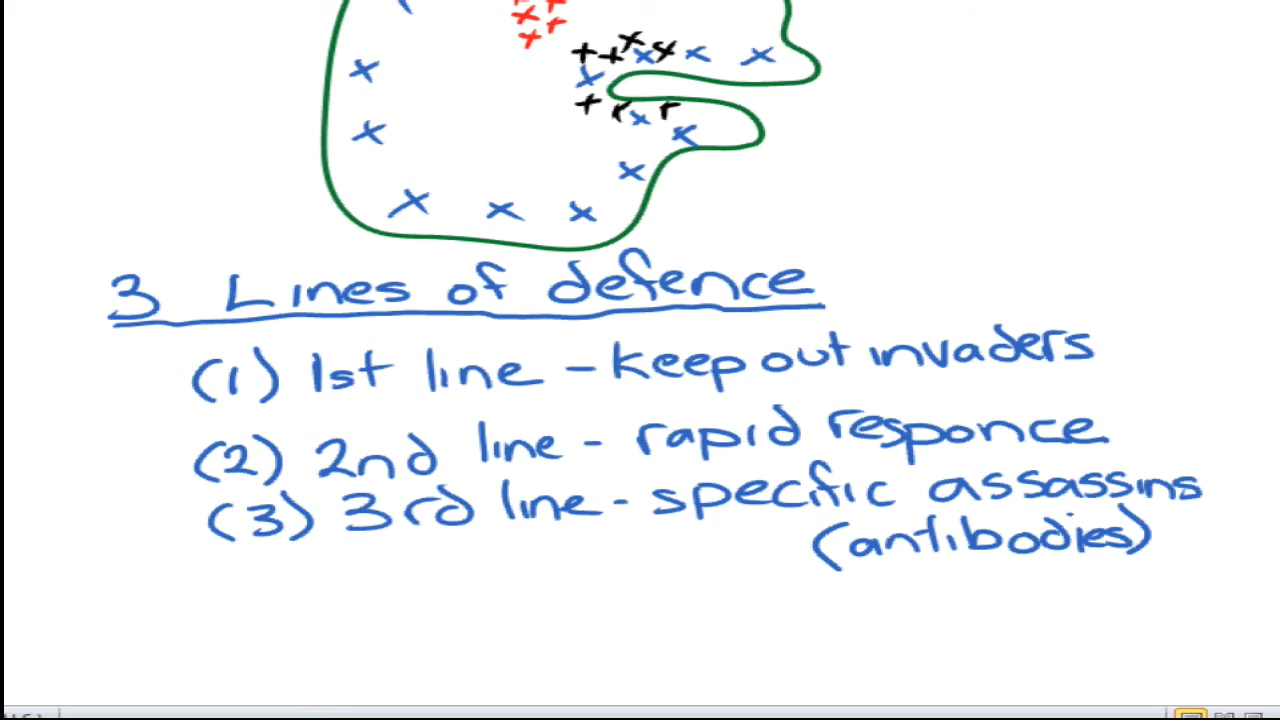 3 Lines of defence
(1) 1st line - keep out invaders
(2) 2nd line - rapid responce
(3) 3rd line - specific assassins
(antibodies)